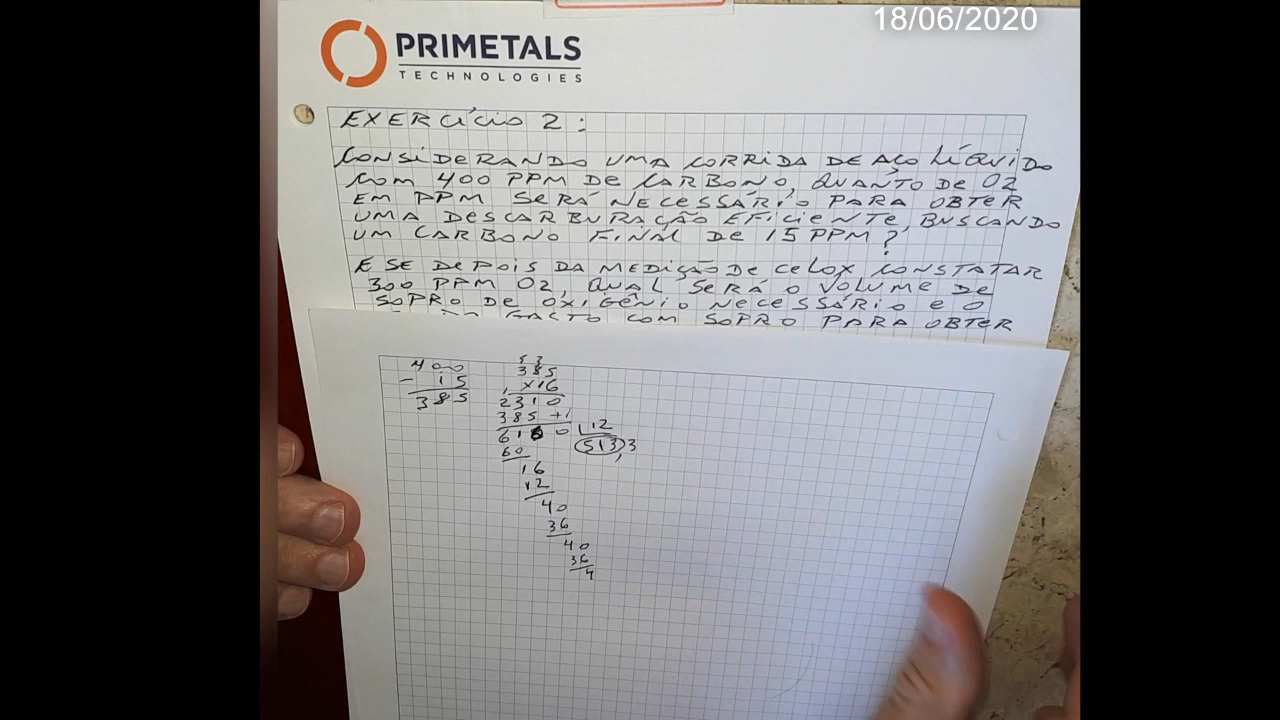 18/06/2020
PRIMETALS
TECHNOLOGIES
EXERCÍCIO 2:
CONSIDERANDO UMA CORRIDA DE AÇO LÍQUIDO
COM 400 PPM DE CARBONO, QUANTO DE O2
EM PPM SERÁ NECESSÁRIO PARA OBTER
UMA DESCARBURAÇÃO EFICIENTE, BUSCANDO
UM CARBONO FINAL DE 15 PPM?
E SE DEPOIS DA MEDIÇÃO DE CELOX CONSTATAR
300 PPM O2, QUAL SERÁ O VOLUME DE
SOPRO DE OXIGÊNIO NECESSÁRIO E O
GASTO COM SOPRO PARA OBTER
400
- 15
385
53
385
x16
2310
385 +1
6160 12
513,3
60
16
12
40
36
40
36
4